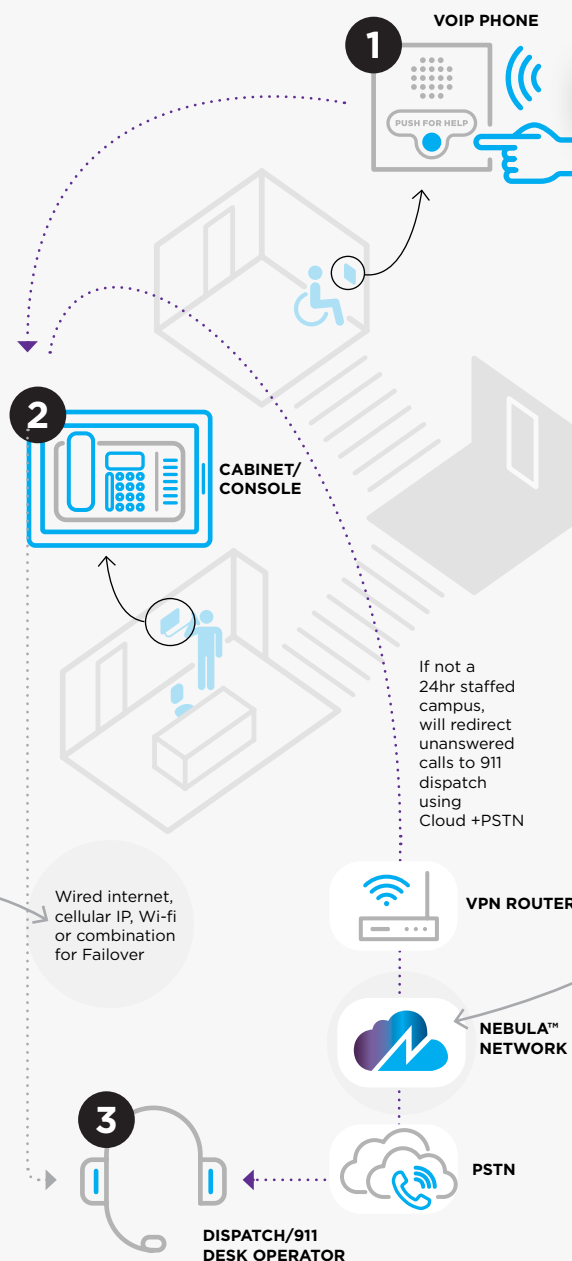 VOIP PHONE
1
PUSH FOR HELP
2
CABINET/
CONSOLE
If not a
24hr staffed
campus,
will redirect
unanswered
calls to 911
dispatch
using
Cloud +PSTN
Wired internet,
cellular IP, Wi-fi
or combination
for Failover
VPN ROUTER
NEBULA™
NETWORK
PSTN
3
DISPATCH/911
DESK OPERATOR